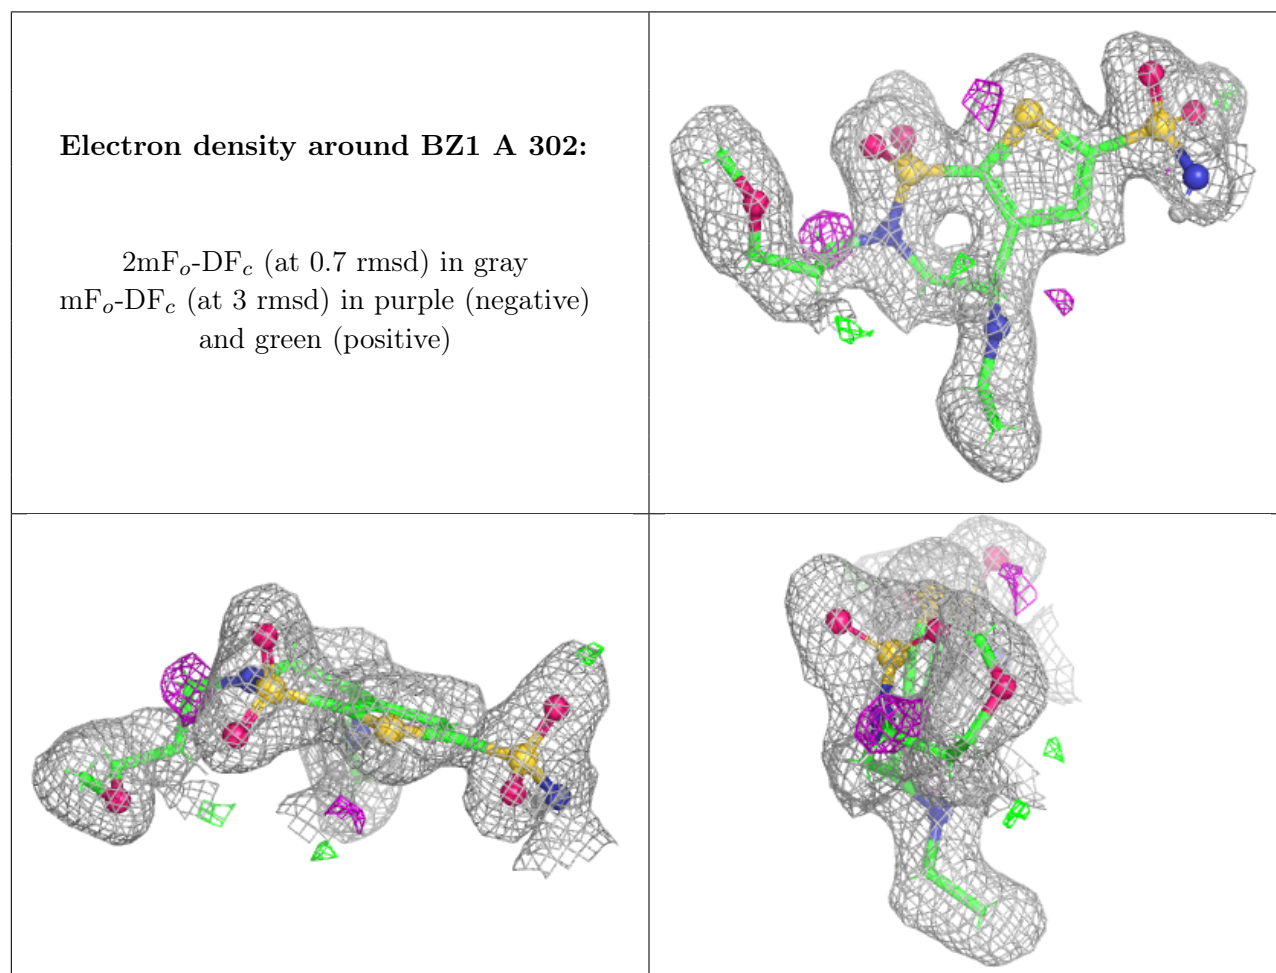 Electron density around BZ1 A 302:
2mFo-DFc (at 0.7 rmsd) in gray
mFo-DFc (at 3 rmsd) in purple (negative)
and green (positive)